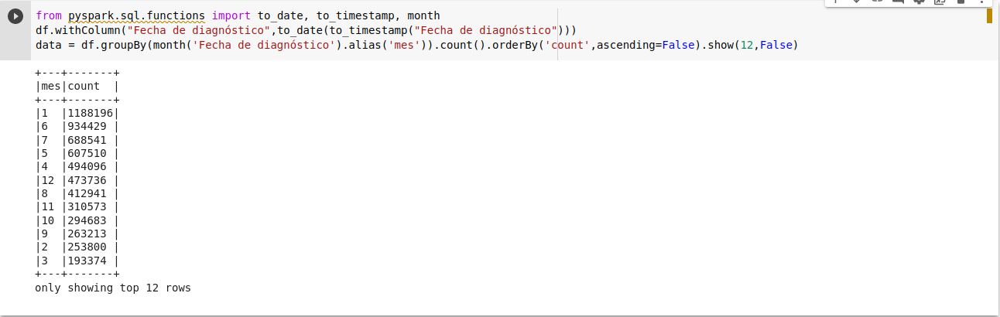 from pyspark.sql.functions import to_date, to_timestamp, month
df.withColumn("Fecha de diagnóstico",to_date(to_timestamp("Fecha de diagnóstico")))
data = df.groupBy(month('Fecha de diagnóstico').alias('mes')).count().orderBy('count',ascending=False).show(12,False)
+---+-------+
|mes|count  |
+---+-------+
|1  |1188196|
|6  |934429 |
|7  |688541 |
|5  |607510 |
|4  |494096 |
|12 |473736 |
|8  |412941 |
|11 |310573 |
|10 |294683 |
|9  |263213 |
|2  |253800 |
|3  |193374 |
+---+-------+
only showing top 12 rows